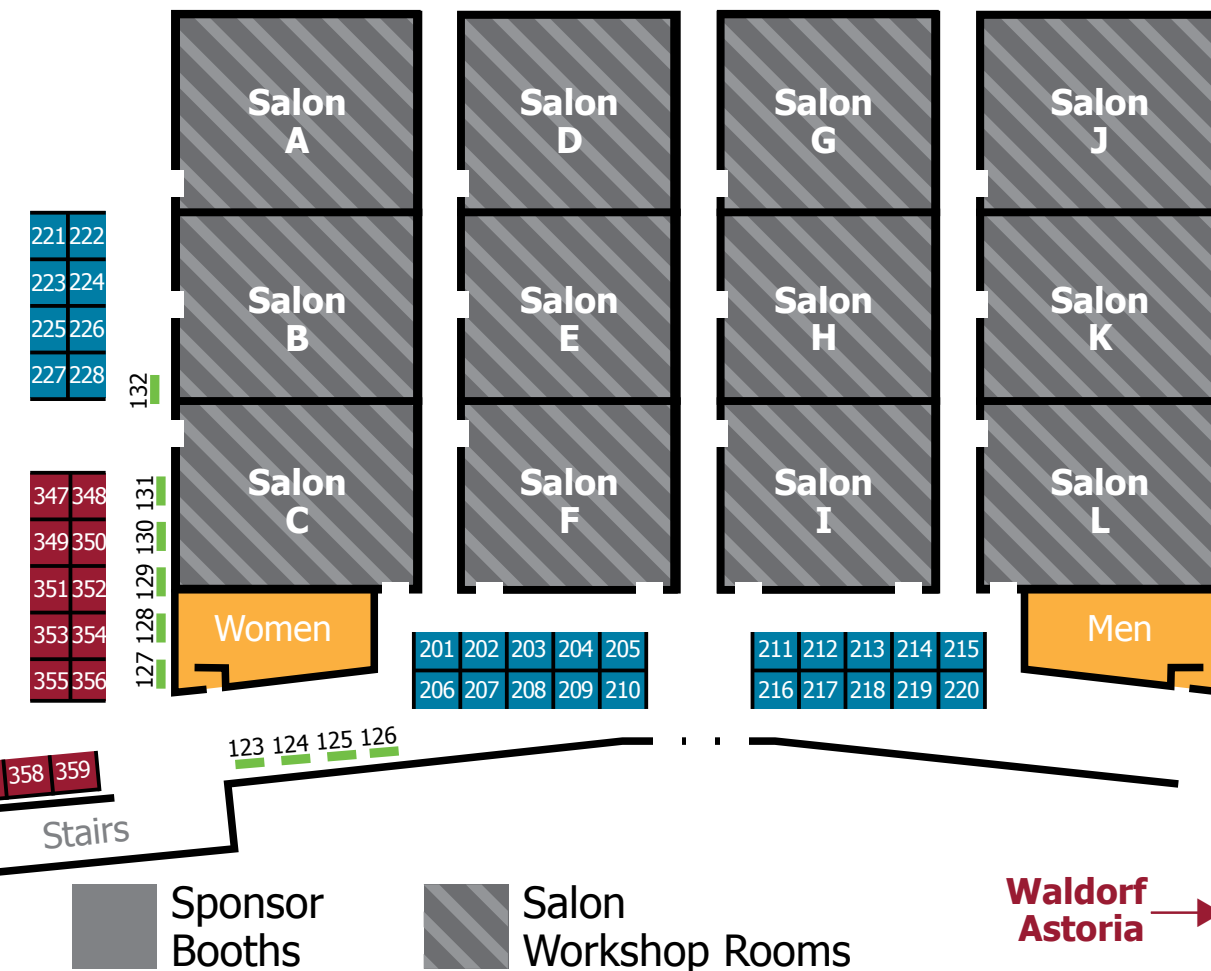 Salon
A
Salon
D
Salon
G
Salon
J
221 222
223 224
225 226
227 228
Salon
B
Salon
E
Salon
H
Salon
K
132
347 348
349 350
351 352
353 354
355 356
131
130
129
128
127
Salon
C
Salon
F
Salon
I
Salon
L
Women
Men
201 202 203 204 205
206 207 208 209 210
211 212 213 214 215
216 217 218 219 220
123 124 125 126
358 359
Stairs
Sponsor
Booths
Salon
Workshop Rooms
Waldorf
Astoria